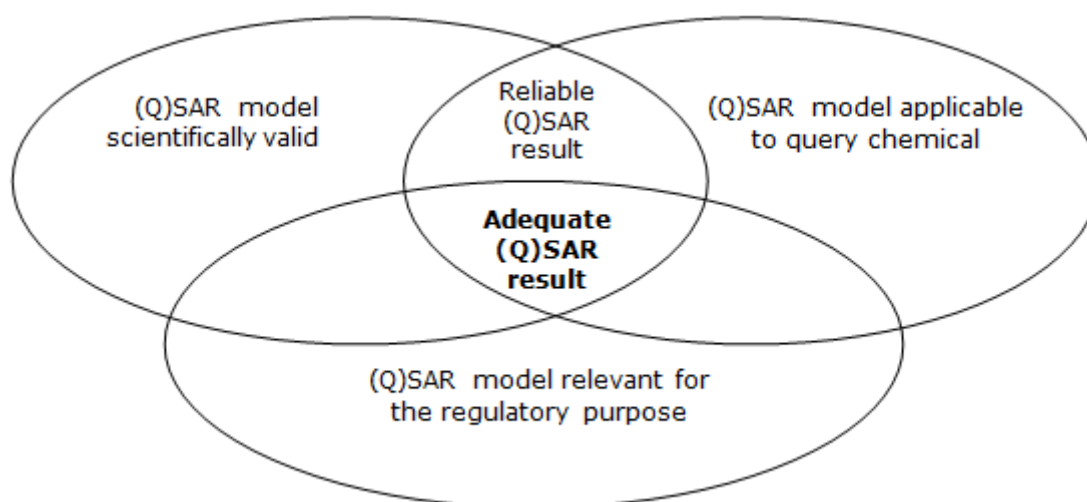 (Q)SAR model
scientifically valid
Reliable
(Q)SAR
result
(Q)SAR model applicable
to query chemical
Adequate
(Q)SAR
result
(Q)SAR model relevant for
the regulatory purpose